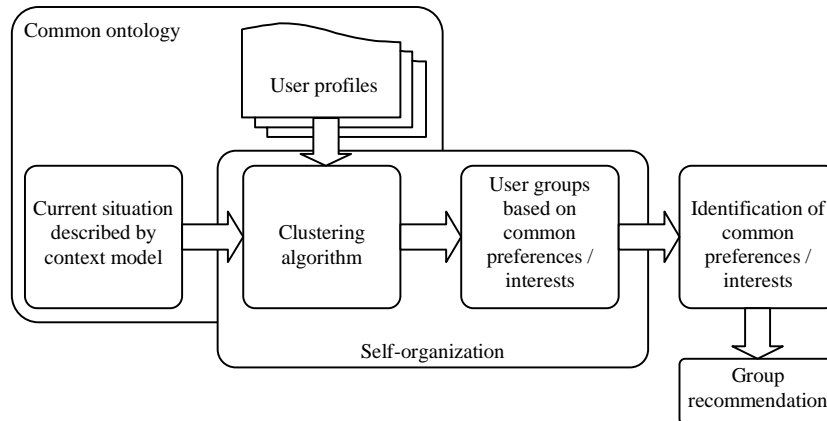 Common ontology
User profiles
Current situation
described by
context model
Clustering
algorithm
User groups
based on
common
preferences /
interests
Identification of
common
preferences /
interests
Self-organization
Group
recommendation